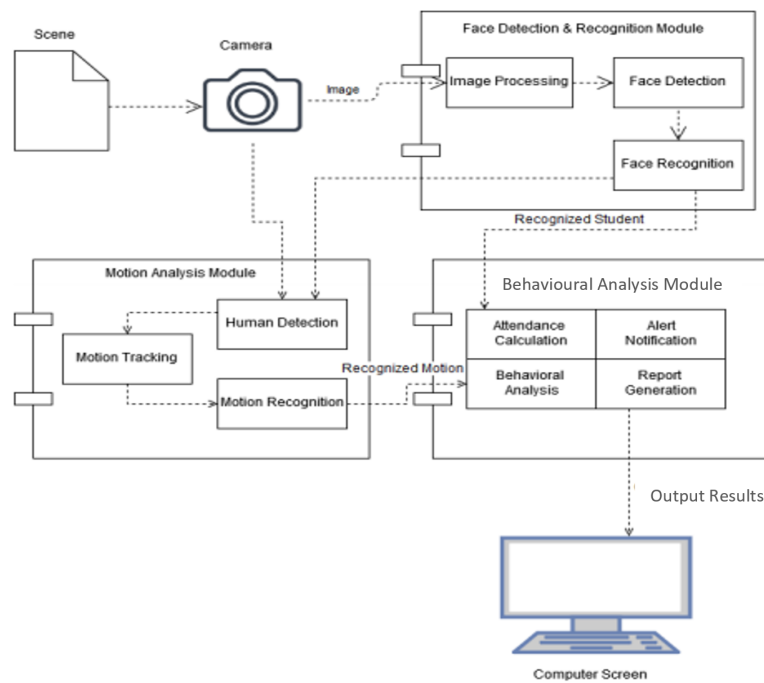 Scene
Camera
Image
Face Detection & Recognition Module
Image Processing
Face Detection
Face Recognition
Recognized Student
Motion Analysis Module
Human Detection
Motion Tracking
Motion Recognition
Recognized Motion
Behavioural Analysis Module
Attendance
Calculation
Alert
Notification
Behavioral
Analysis
Report
Generation
Output Results
Computer Screen